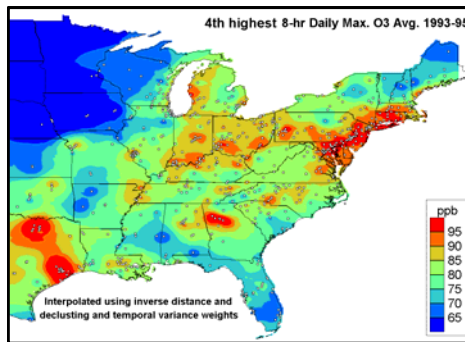 4th highest 8-hr Daily Max. O3 Avg. 1993-95
ppb
95
90
85
80
75
70
65
Interpolated using inverse distance and
declusting and temporal variance weights